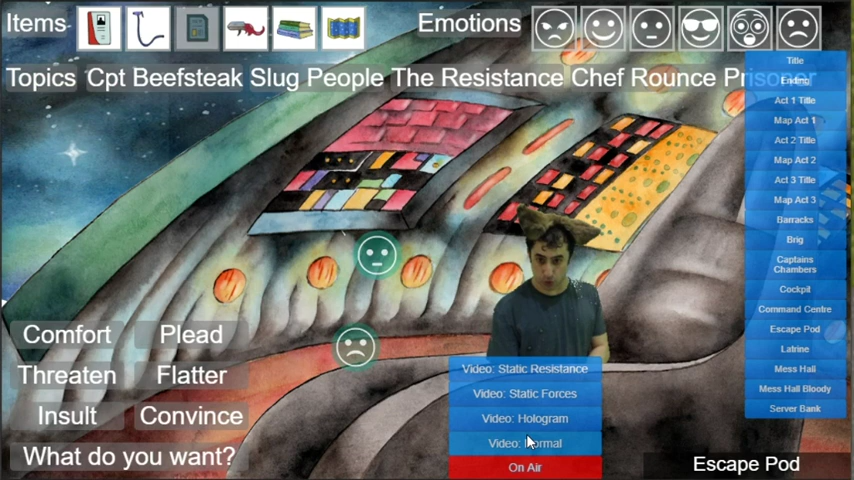 Items
Emotions
Topics Cpt Beefsteak Slug People The Resistance Chef Rounce Prisoner
Title
Ending
Act 1 Title
Map Act 1
Act 2 Title
Map Act 2
Act 3 Title
Map Act 3
Barracks
Brig
Captains
Chambers
Cockpit
Command Centre
Escape Pod
Latrine
Mess Hall
Mess Hall Bloody
Server Bank
Comfort
Plead
Threaten
Flatter
Insult
Convince
What do you want?
Video: Static Resistance
Video: Static Forces
Video: Hologram
Video: Normal
On Air
Escape Pod